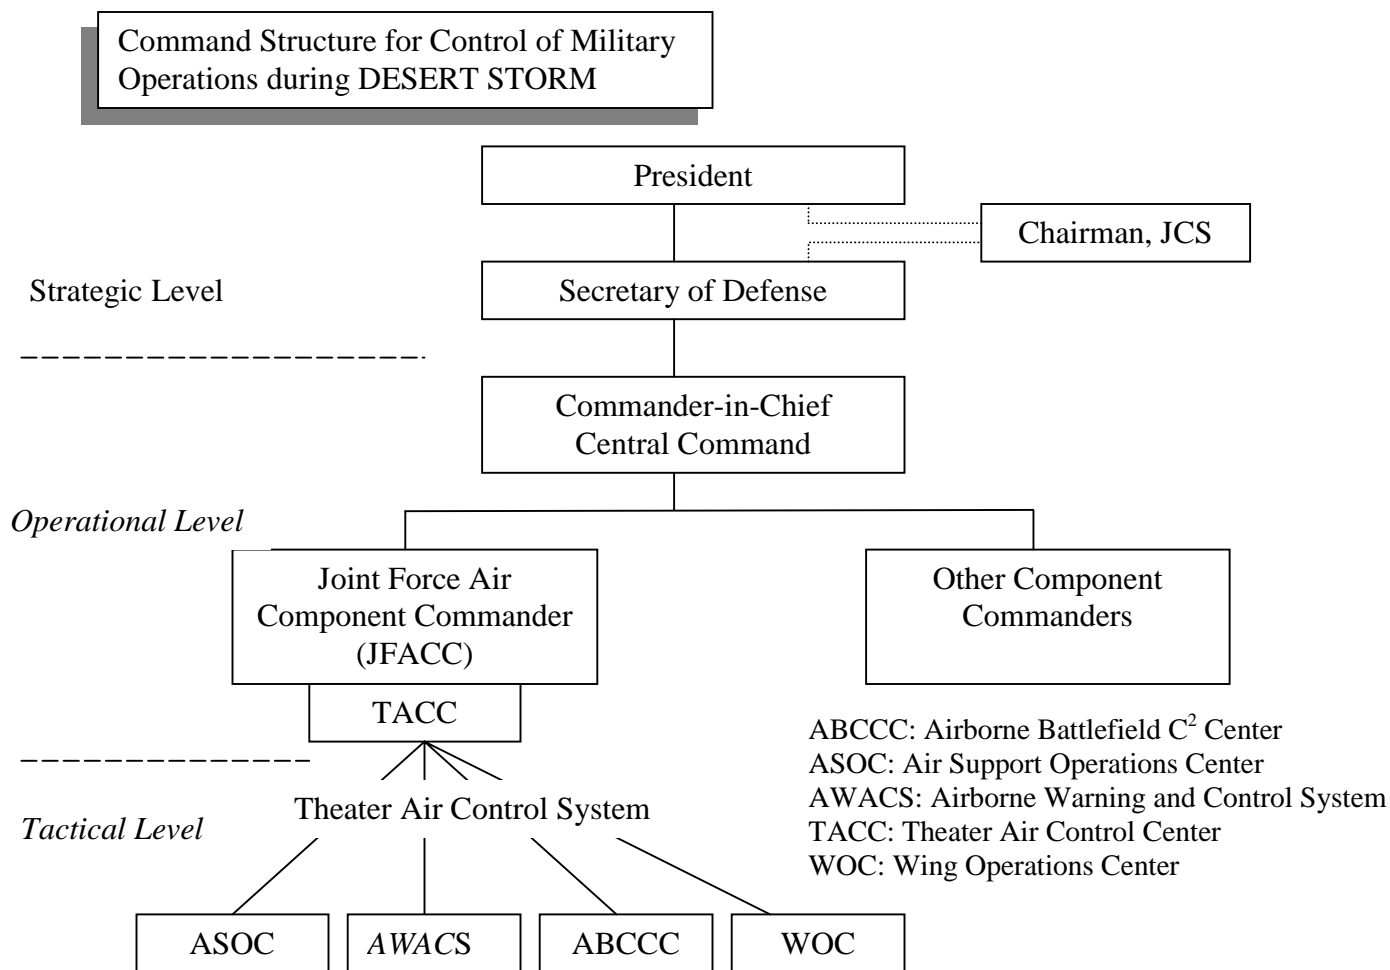 Command Structure for Control of Military
Operations during DESERT STORM
President
Chairman, JCS
Strategic Level
Secretary of Defense
Commander-in-Chief
Central Command
Operational Level
Joint Force Air
Component Commander
(JFACC)
Other Component
Commanders
TACC
ABCCC: Airborne Battlefield C² Center
ASOC: Air Support Operations Center
AWACS: Airborne Warning and Control System
TACC: Theater Air Control Center
WOC: Wing Operations Center
Theater Air Control System
Tactical Level
ASOC
AWACS
ABCCC
WOC